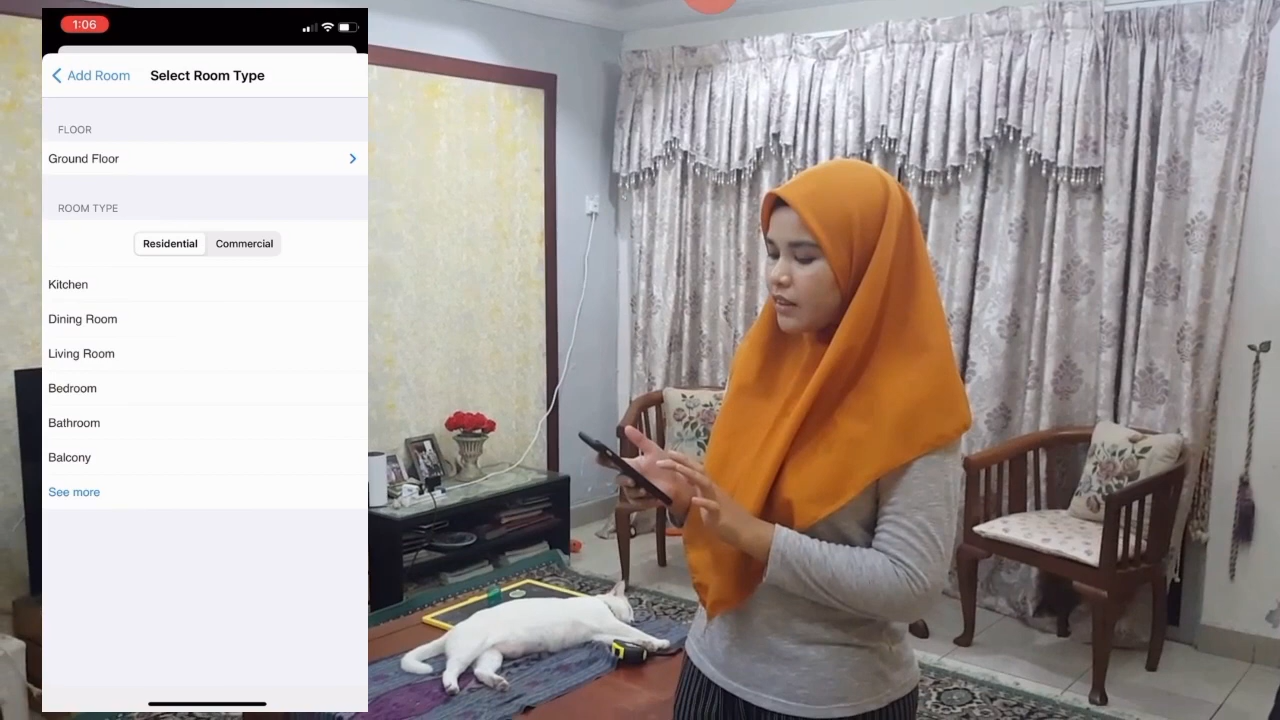 1:06
Add Room
Select Room Type
FLOOR
Ground Floor
ROOM TYPE
Residential
Commercial
Kitchen
Dining Room
Living Room
Bedroom
Bathroom
Balcony
See more